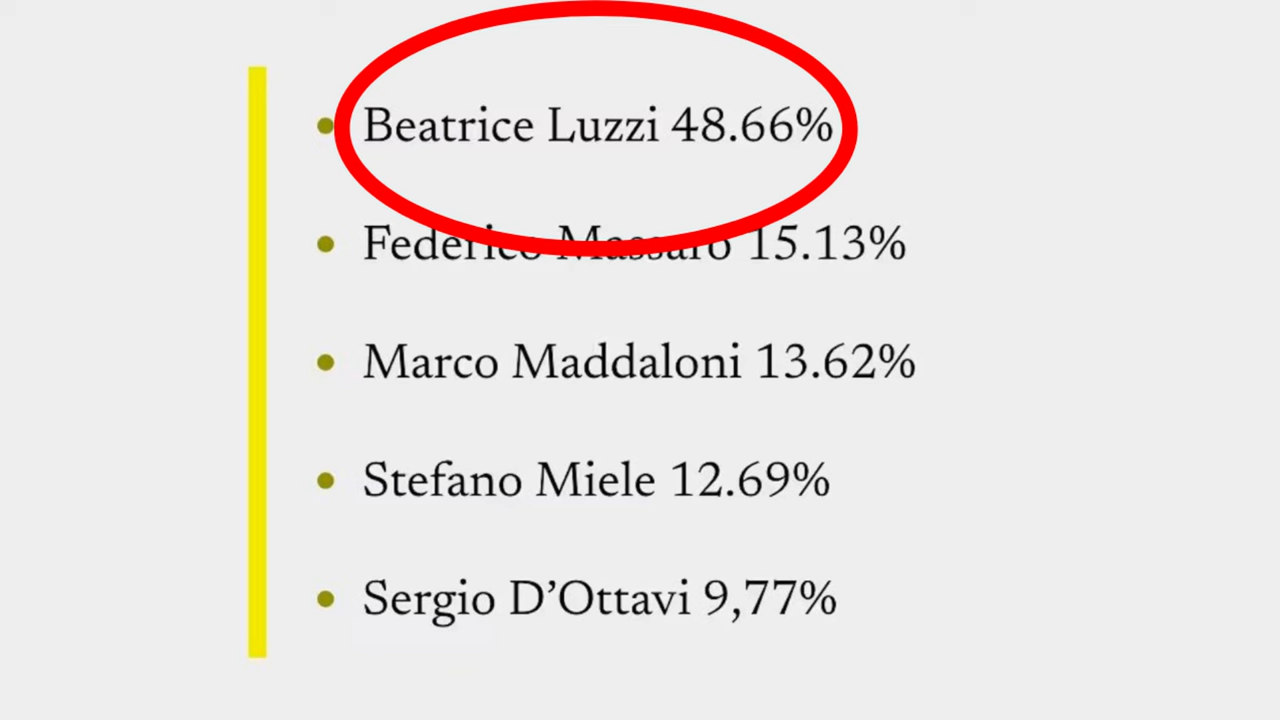 Beatrice Luzzi 48.66%
Federico Massaro 15.13%
Marco Maddaloni 13.62%
Stefano Miele 12.69%
Sergio D’Ottavi 9,77%